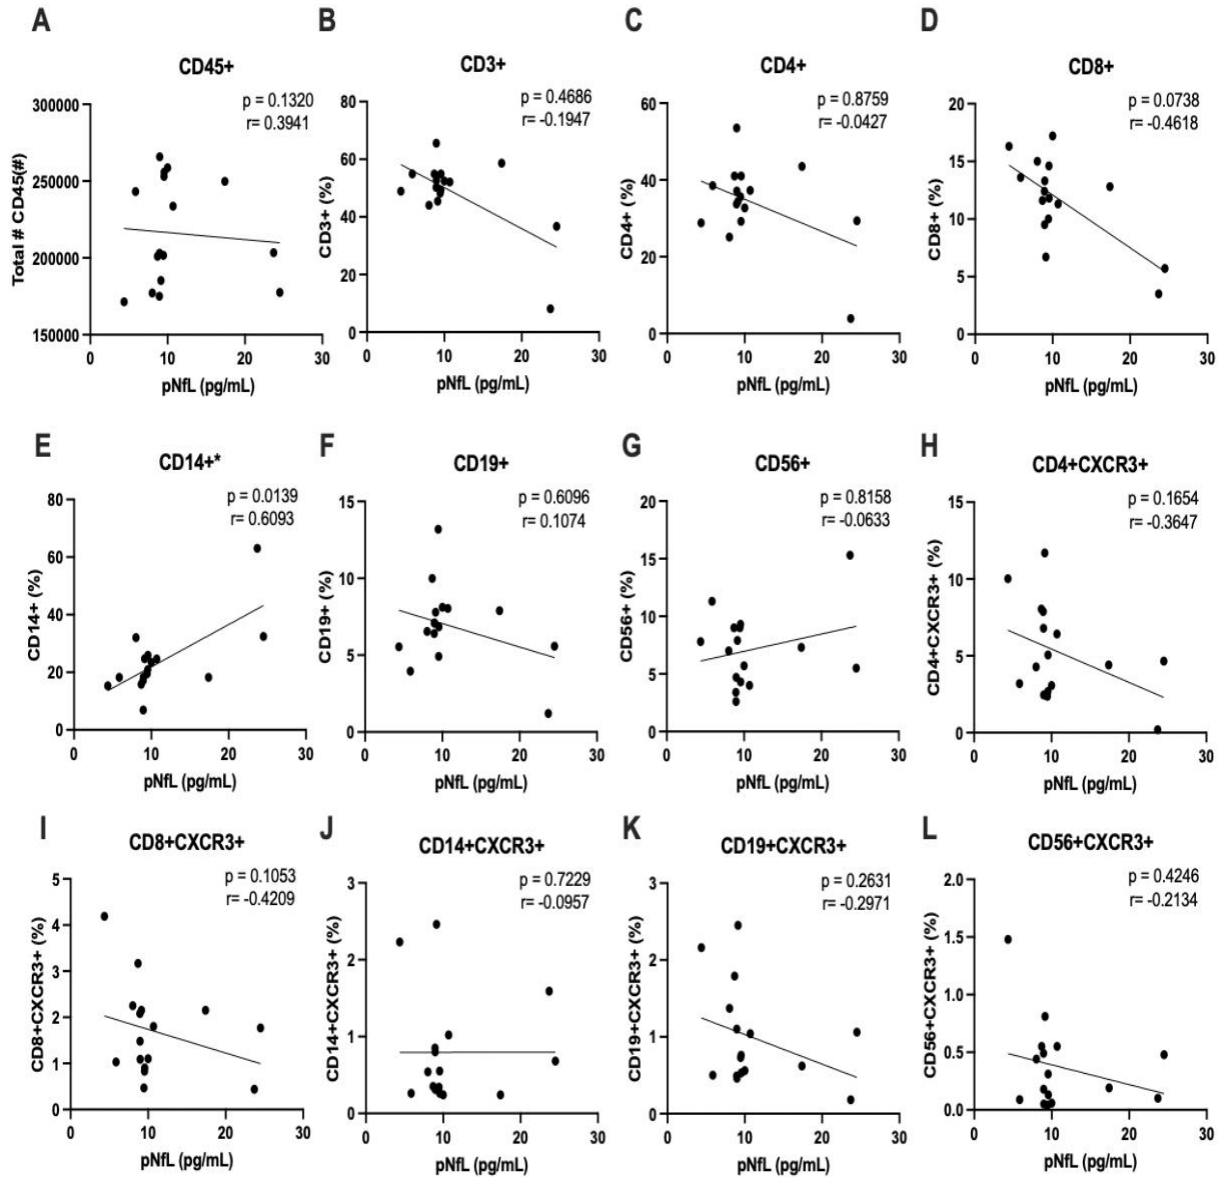 A
CD45+
p = 0.1320
r= 0.3941
Total # CD45(#)
300000
250000
200000
150000
0 10 20 30
pNfL (pg/mL)
B
CD3+
p = 0.4686
r= -0.1947
CD3+ (%)
80
60
40
20
0
0 10 20 30
pNfL (pg/mL)
C
CD4+
p = 0.8759
r= -0.0427
CD4+ (%)
60
40
20
0
0 10 20 30
pNfL (pg/mL)
D
CD8+
p = 0.0738
r= -0.4618
CD8+ (%)
20
15
10
5
0
0 10 20 30
pNfL (pg/mL)
E
CD14+*
p = 0.0139
r= 0.6093
CD14+ (%)
80
60
40
20
0
0 10 20 30
pNfL (pg/mL)
F
CD19+
p = 0.6096
r= 0.1074
CD19+ (%)
15
10
5
0
0 10 20 30
pNfL (pg/mL)
G
CD56+
p = 0.8158
r= -0.0633
CD56+ (%)
20
15
10
5
0
0 10 20 30
pNfL (pg/mL)
H
CD4+CXCR3+
p = 0.1654
r= -0.3647
CD4+CXCR3+ (%)
15
10
5
0
0 10 20 30
pNfL (pg/mL)
I
CD8+CXCR3+
p = 0.1053
r= -0.4209
CD8+CXCR3+ (%)
5
4
3
2
1
0
0 10 20 30
pNfL (pg/mL)
J
CD14+CXCR3+
p = 0.7229
r= -0.0957
CD14+CXCR3+ (%)
3
2
1
0
0 10 20 30
pNfL (pg/mL)
K
CD19+CXCR3+
p = 0.2631
r= -0.2971
CD19+CXCR3+ (%)
3
2
1
0
0 10 20 30
pNfL (pg/mL)
L
CD56+CXCR3+
p = 0.4246
r= -0.2134
CD56+CXCR3+ (%)
2.0
1.5
1.0
0.5
0.0
0 10 20 30
pNfL (pg/mL)